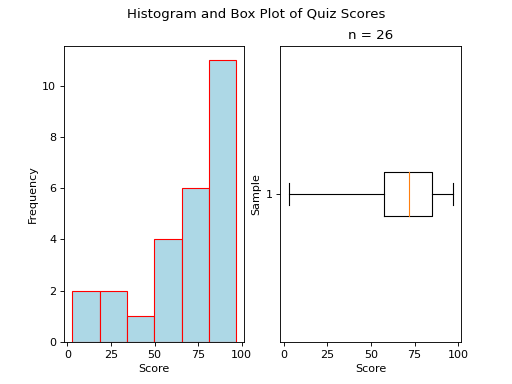 Histogram and Box Plot of Quiz Scores
10
8
6
4
2
0
Frequency
0 25 50 75 100
Score
n = 26
Sample
1
0 25 50 75 100
Score